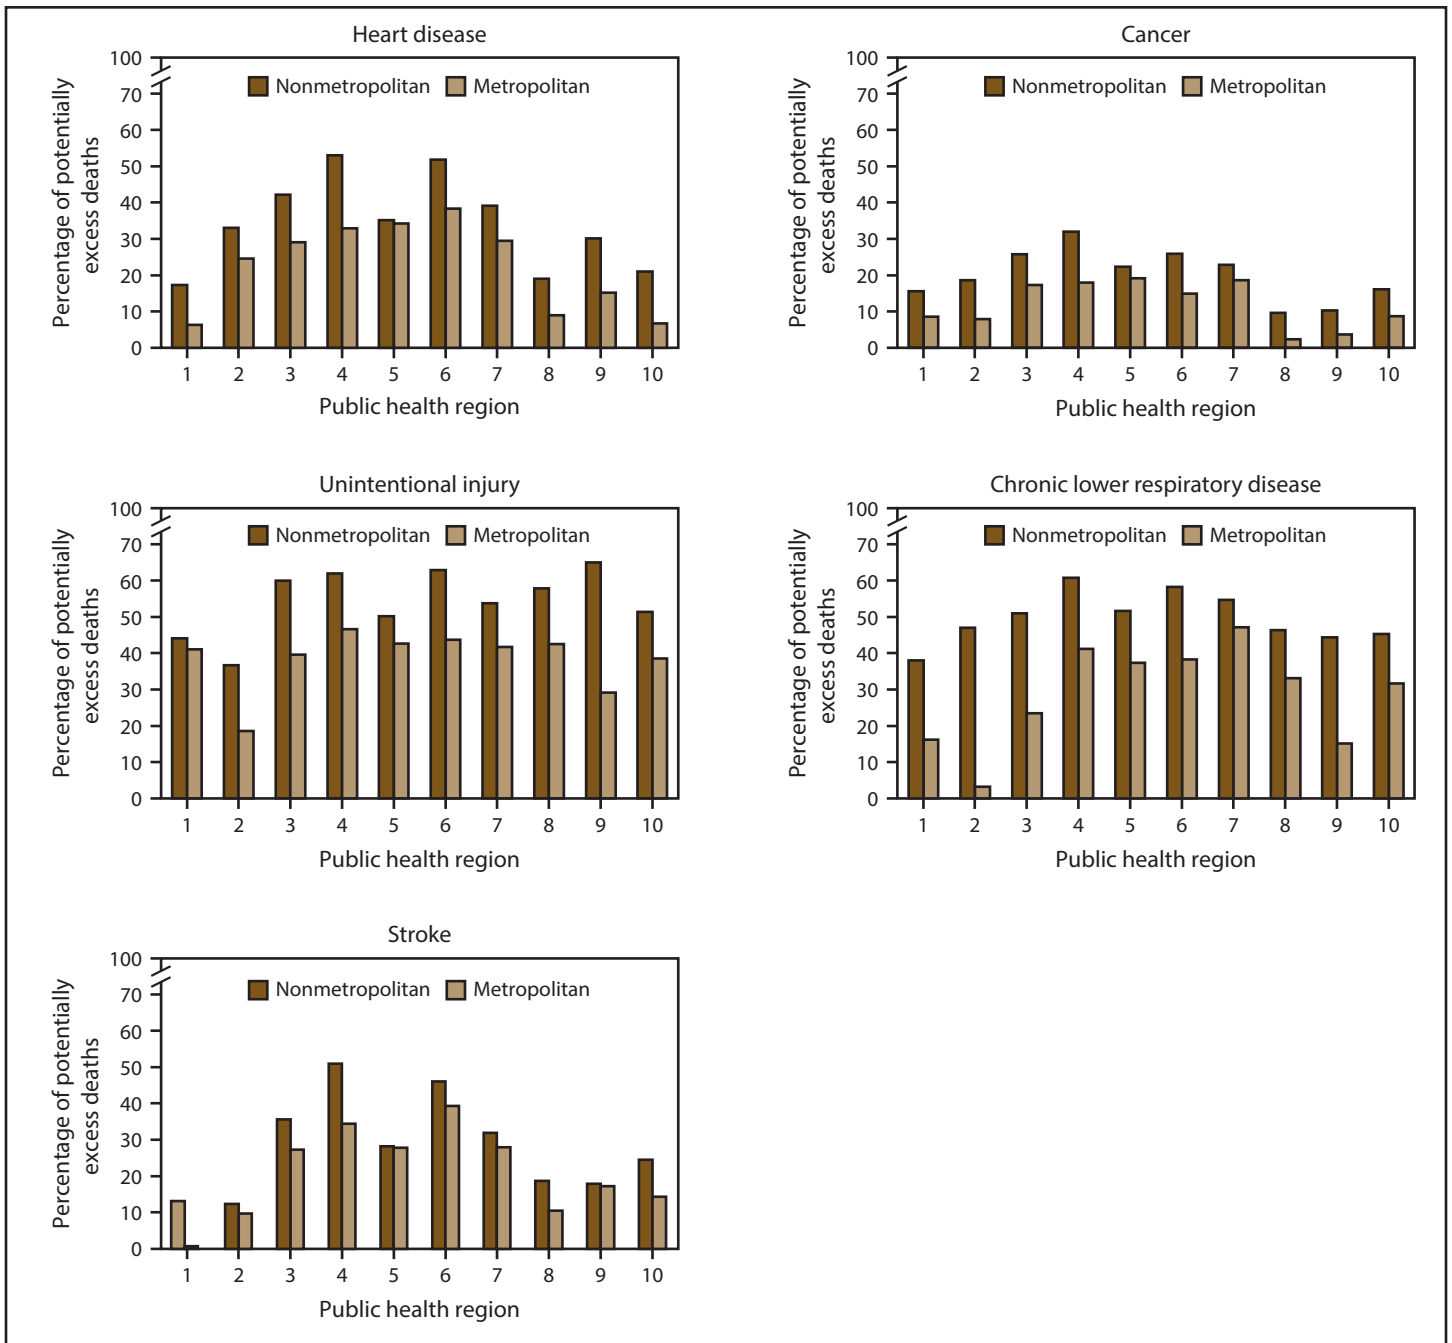 Heart disease
Percentage of potentially
excess deaths
100
70
60
50
40
30
20
10
0
Nonmetropolitan Metropolitan
1 2 3 4 5 6 7 8 9 10
Public health region
Cancer
Percentage of potentially
excess deaths
100
70
60
50
40
30
20
10
0
Nonmetropolitan Metropolitan
1 2 3 4 5 6 7 8 9 10
Public health region
Unintentional injury
Percentage of potentially
excess deaths
100
70
60
50
40
30
20
10
0
Nonmetropolitan Metropolitan
1 2 3 4 5 6 7 8 9 10
Public health region
Chronic lower respiratory disease
Percentage of potentially
excess deaths
100
70
60
50
40
30
20
10
0
Nonmetropolitan Metropolitan
1 2 3 4 5 6 7 8 9 10
Public health region
Stroke
Percentage of potentially
excess deaths
100
70
60
50
40
30
20
10
0
Nonmetropolitan Metropolitan
1 2 3 4 5 6 7 8 9 10
Public health region